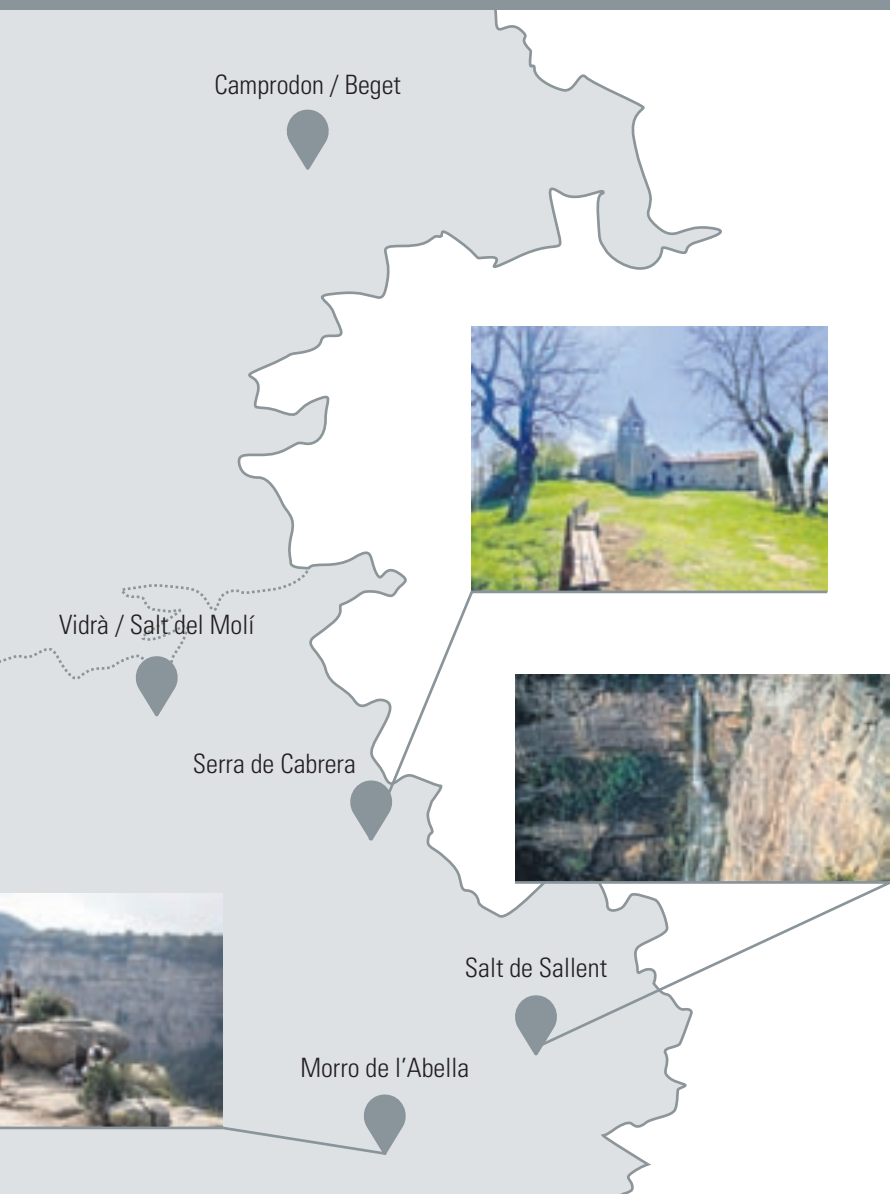 Camprodon / Beget
Vidrà / Salt del Molí
Serra de Cabrera
Salt de Sallent
Morro de l'Abella